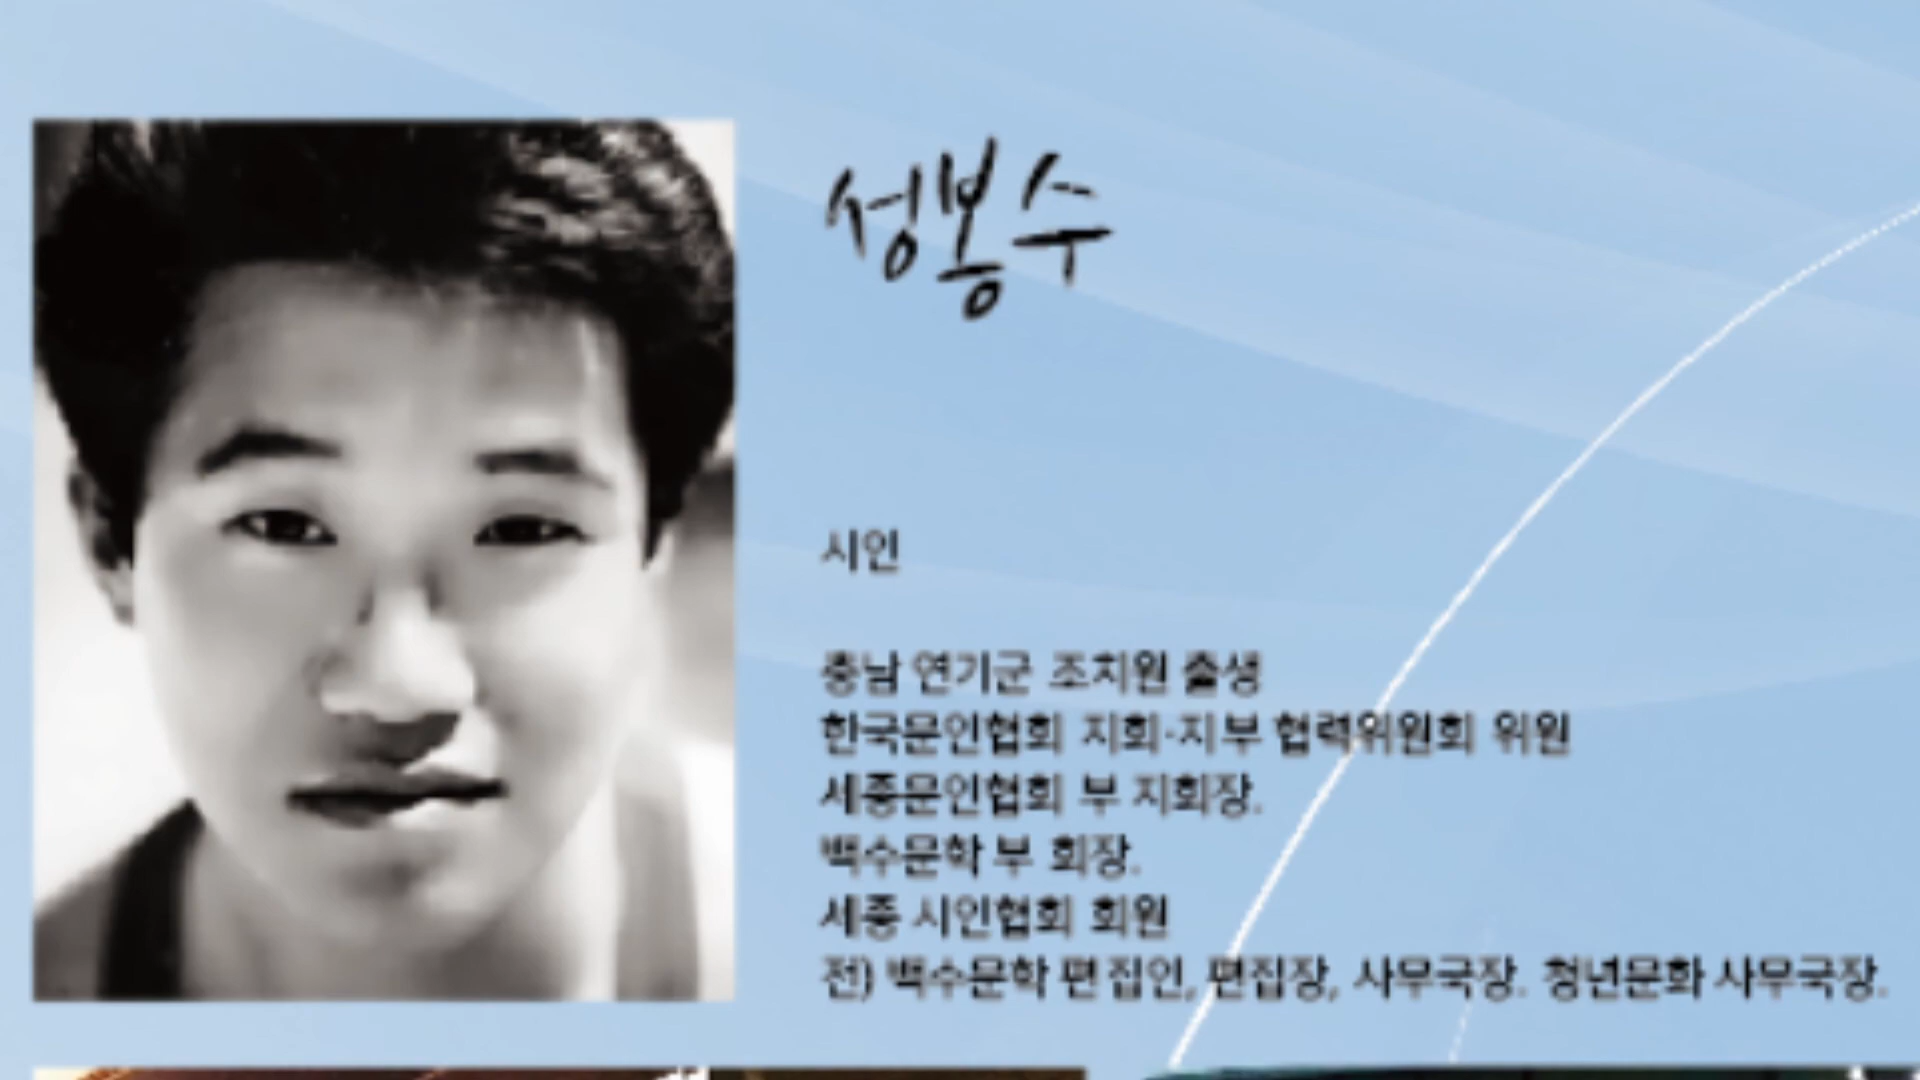 성봉수
시인
충남 연기군 조치원 출생
한국문인협회 지회·지부 협력위원회 위원
세종문인협회 부 지회장.
백수문학 부 회장.
세종 시인협회 회원
전) 백수문학 편집인, 편집장, 사무국장. 청년문화 사무국장.